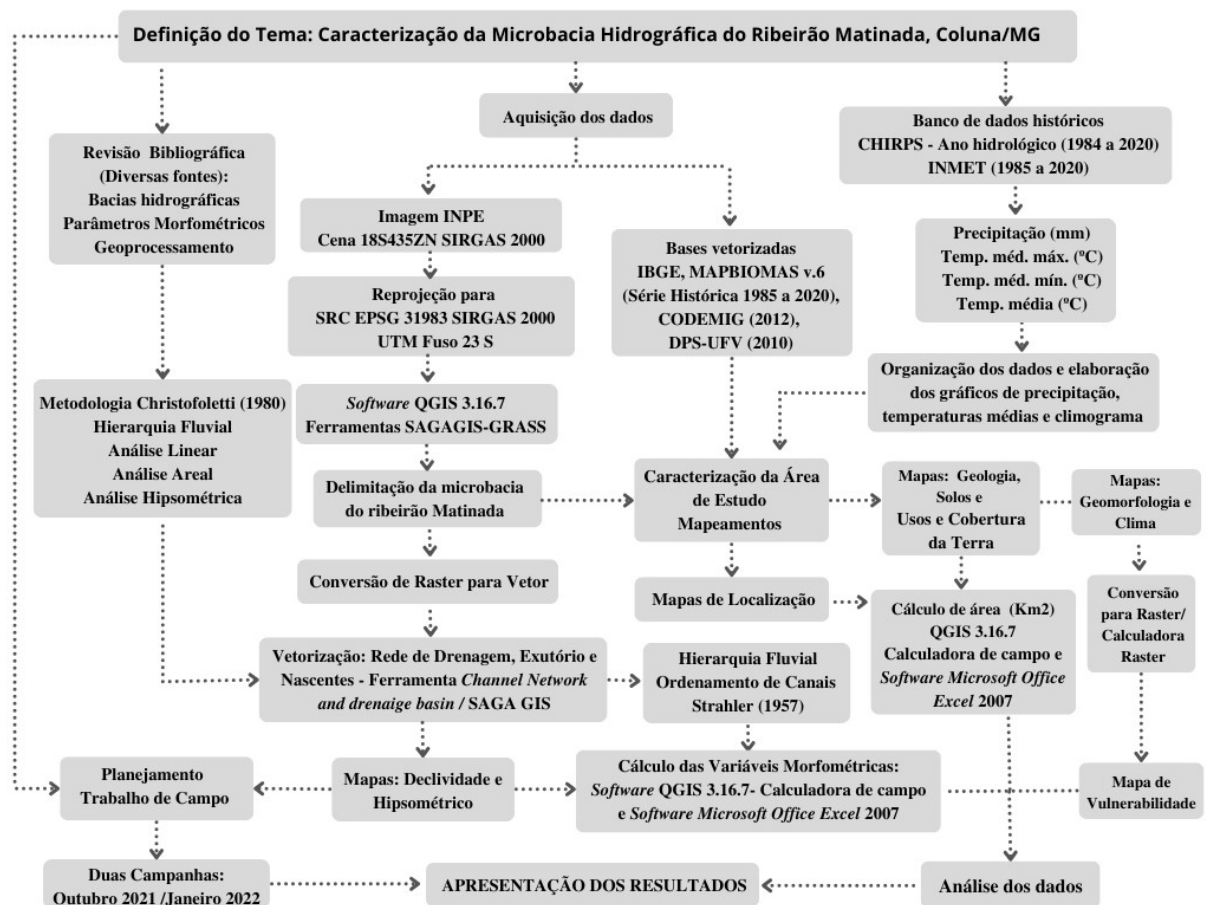 Definição do Tema: Caracterização da Microbacia Hidrográfica do Ribeirão Matinada, Coluna/MG
Revisão Bibliográfica
(Diversas fontes):
Bacias hidrográficas
Parâmetros Morfométricos
Geoprocessamento
Aquisição dos dados
Banco de dados históricos
CHIRPS - Ano hidrológico (1984 a 2020)
INMET (1985 a 2020)
Imagem INPE
Cena 18S435ZN SIRGAS 2000
Bases vetorizadas
IBGE, MAPBIOMAS v.6
(Série Histórica 1985 a 2020),
CODEMIG (2012),
DPS-UFV (2010)
Precipitação (mm)
Temp. méd. máx. (ºC)
Temp. méd. mín. (ºC)
Temp. média (ºC)
Reprojeção para
SRC EPSG 31983 SIRGAS 2000
UTM Fuso 23 S
Organização dos dados e elaboração
dos gráficos de precipitação,
temperaturas médias e climograma
Metodologia Christofoletti (1980)
Hierarquia Fluvial
Análise Linear
Análise Areal
Análise Hipsométrica
Software QGIS 3.16.7
Ferramentas SAGAGIS-GRASS
Delimitação da microbacia
do ribeirão Matinada
Caracterização da Área
de Estudo
Mapeamentos
Mapas: Geologia,
Solos e
Usos e Cobertura
da Terra
Mapas:
Geomorfologia e
Clima
Conversão de Raster para Vetor
Mapas de Localização
Cálculo de área (Km2)
QGIS 3.16.7
Calculadora de campo e
Software Microsoft Office
Excel 2007
Conversão
para Raster/
Calculadora
Raster
Vetorização: Rede de Drenagem, Exutório e
Nascentes - Ferramenta Channel Network
and drenaige basin / SAGA GIS
Hierarquia Fluvial
Ordenamento de Canais
Strahler (1957)
Planejamento
Trabalho de Campo
Mapas: Declividade e
Hipsométrico
Cálculo das Variáveis Morfométricas:
Software QGIS 3.16.7- Calculadora de campo
e Software Microsoft Office Excel 2007
Mapa de
Vulnerabilidade
Duas Campanhas:
Outubro 2021 /Janeiro 2022
APRESENTAÇÃO DOS RESULTADOS
Análise dos dados